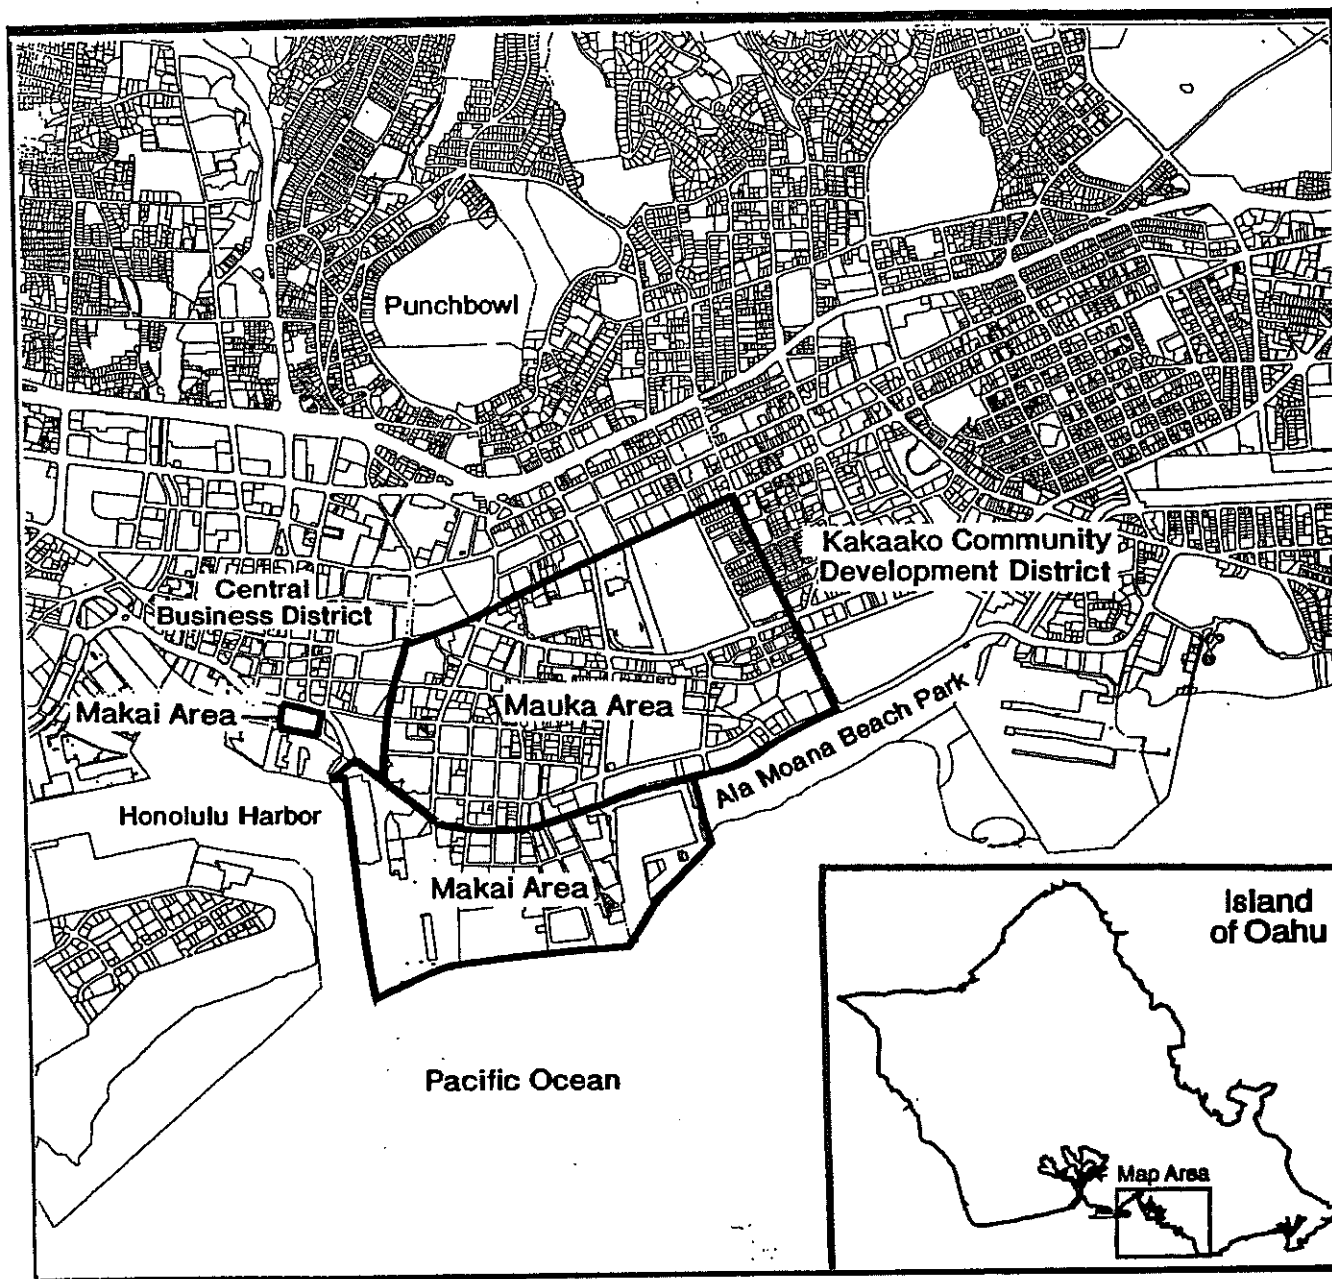 Punchbowl
Kakaako Community
Development District
Central
Business District
Makai Area
Mauka Area
Ala Moana Beach Park
Honolulu Harbor
Makai Area
Pacific Ocean
Island
of Oahu
Map Area